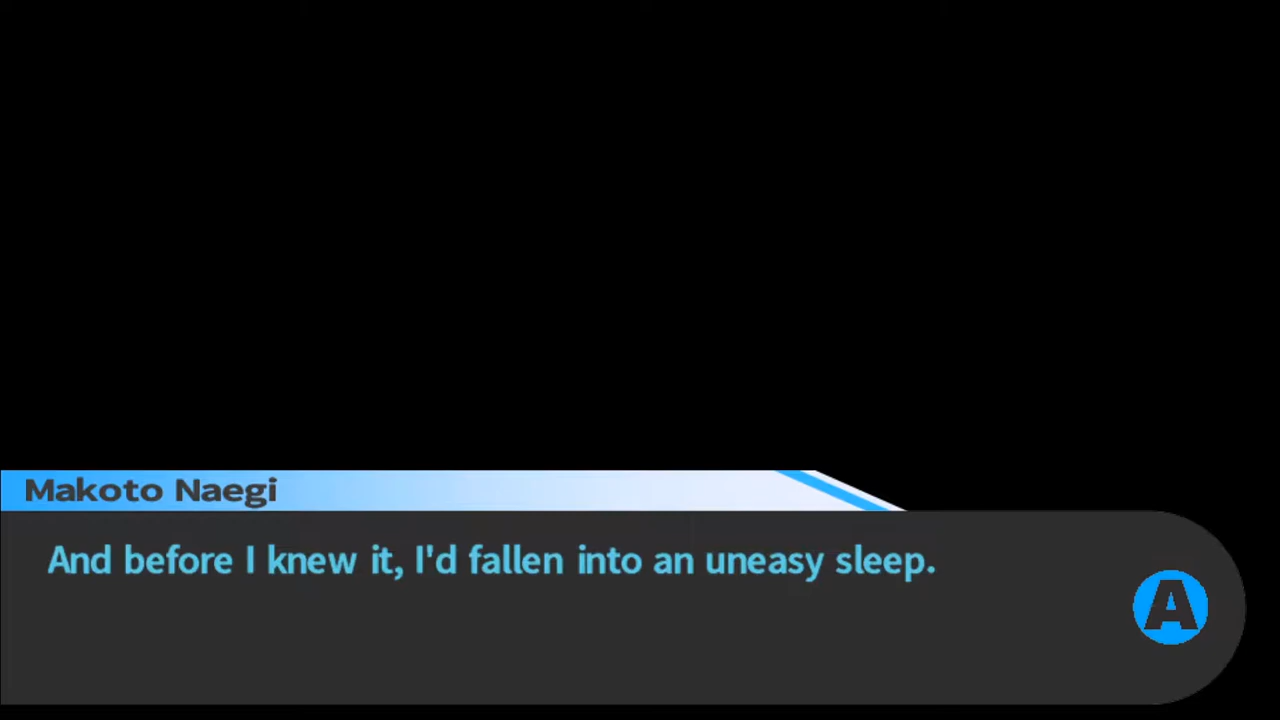 Makoto Naegi
And before I knew it, I'd fallen into an uneasy sleep.
A